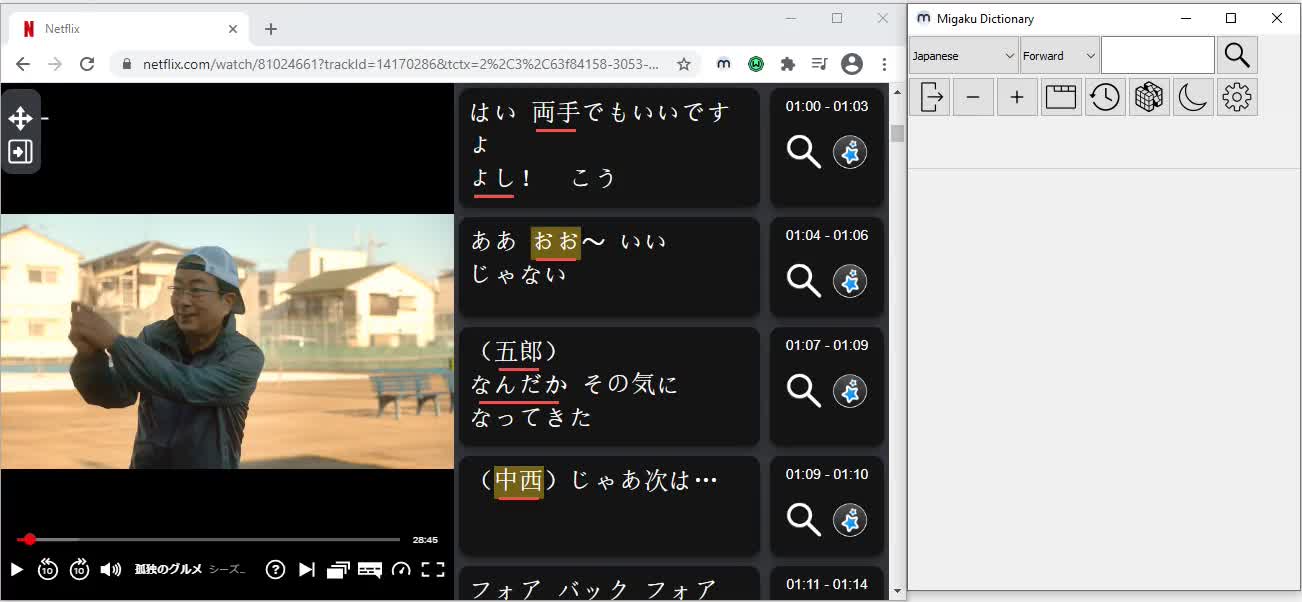 Netflix
netflix.com/watch/81024661?trackId=14170286&tctx=2%2C3%2C63f84158-3053-...
Migaku Dictionary
Japanese
Forward
はい 両手でもいいです
よ
よし！ こう
01:00 - 01:03
ああ おお～ いい
じゃない
01:04 - 01:06
（五郎）
なんだか その気に
なってきた
01:07 - 01:09
（中西）じゃあ次は…
01:09 - 01:10
フォア バック フォア
01:11 - 01:14
28:45
10
10
孤独のグルメ シーズ...